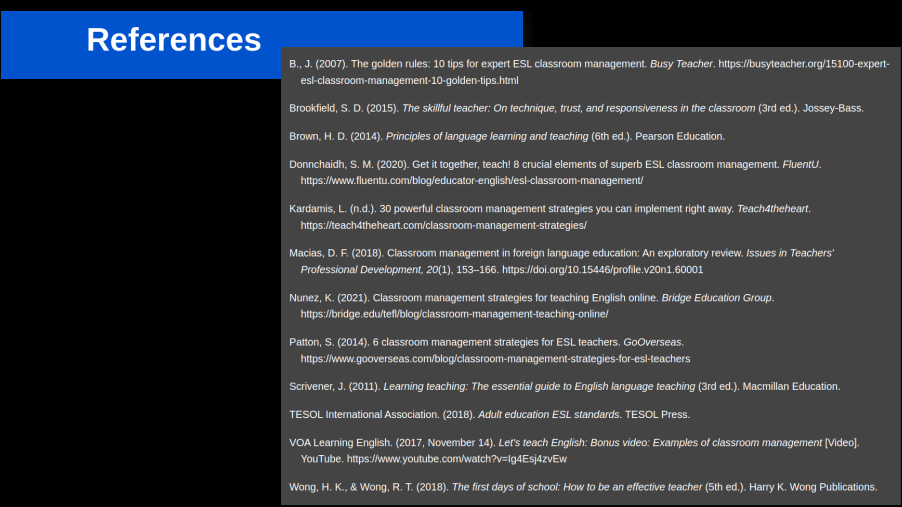 References
B., J. (2007). The golden rules: 10 tips for expert ESL classroom management. Busy Teacher. https://busyteacher.org/15100-expert-
esl-classroom-management-10-golden-tips.html
Brookfield, S. D. (2015). The skillful teacher: On technique, trust, and responsiveness in the classroom (3rd ed.). Jossey-Bass.
Brown, H. D. (2014). Principles of language learning and teaching (6th ed.). Pearson Education.
Donnchaidh, S. M. (2020). Get it together, teach! 8 crucial elements of superb ESL classroom management. FluentU.
https://www.fluentu.com/blog/educator-english/esl-classroom-management/
Kardamis, L. (n.d.). 30 powerful classroom management strategies you can implement right away. Teach4theheart.
https://teach4theheart.com/classroom-management-strategies/
Macias, D. F. (2018). Classroom management in foreign language education: An exploratory review. Issues in Teachers'
Professional Development, 20(1), 153–166. https://doi.org/10.15446/profile.v20n1.60001
Nunez, K. (2021). Classroom management strategies for teaching English online. Bridge Education Group.
https://bridge.edu/tefl/blog/classroom-management-teaching-online/
Patton, S. (2014). 6 classroom management strategies for ESL teachers. GoOverseas.
https://www.gooverseas.com/blog/classroom-management-strategies-for-esl-teachers
Scrivener, J. (2011). Learning teaching: The essential guide to English language teaching (3rd ed.). Macmillan Education.
TESOL International Association. (2018). Adult education ESL standards. TESOL Press.
VOA Learning English. (2017, November 14). Let's teach English: Bonus video: Examples of classroom management [Video].
YouTube. https://www.youtube.com/watch?v=Ig4Esj4zvEw
Wong, H. K., & Wong, R. T. (2018). The first days of school: How to be an effective teacher (5th ed.). Harry K. Wong Publications.